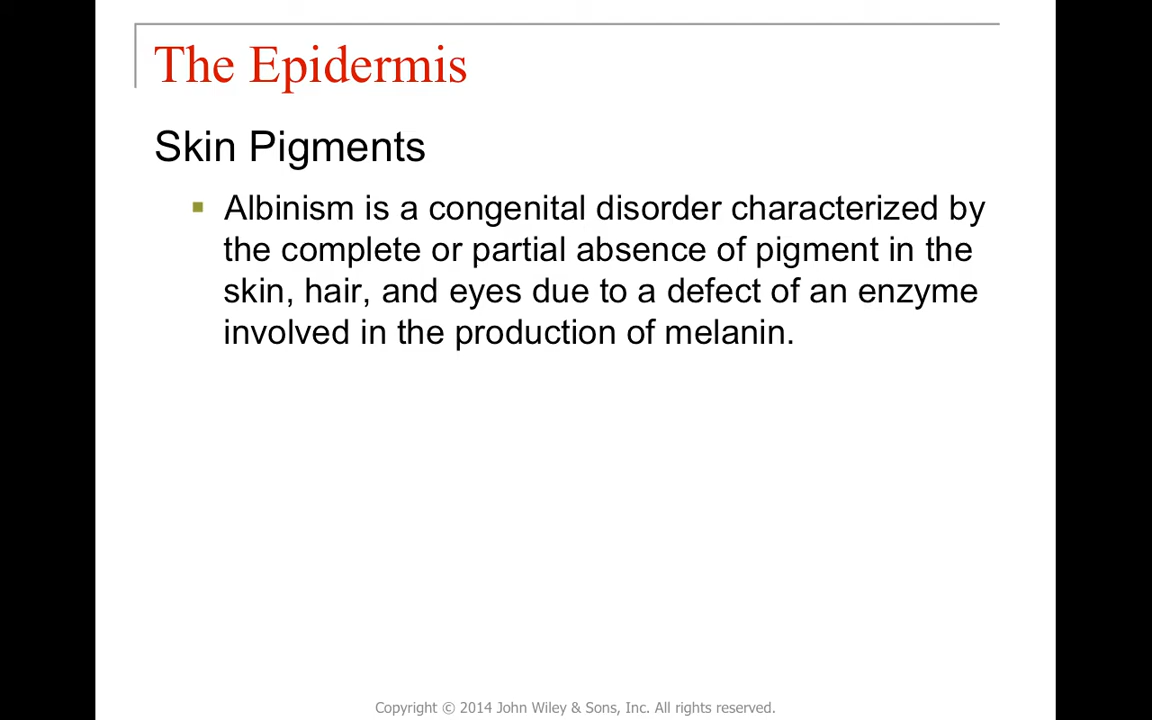 The Epidermis
Skin Pigments
Albinism is a congenital disorder characterized by
the complete or partial absence of pigment in the
skin, hair, and eyes due to a defect of an enzyme
involved in the production of melanin.
Copyright © 2014 John Wiley & Sons, Inc. All rights reserved.